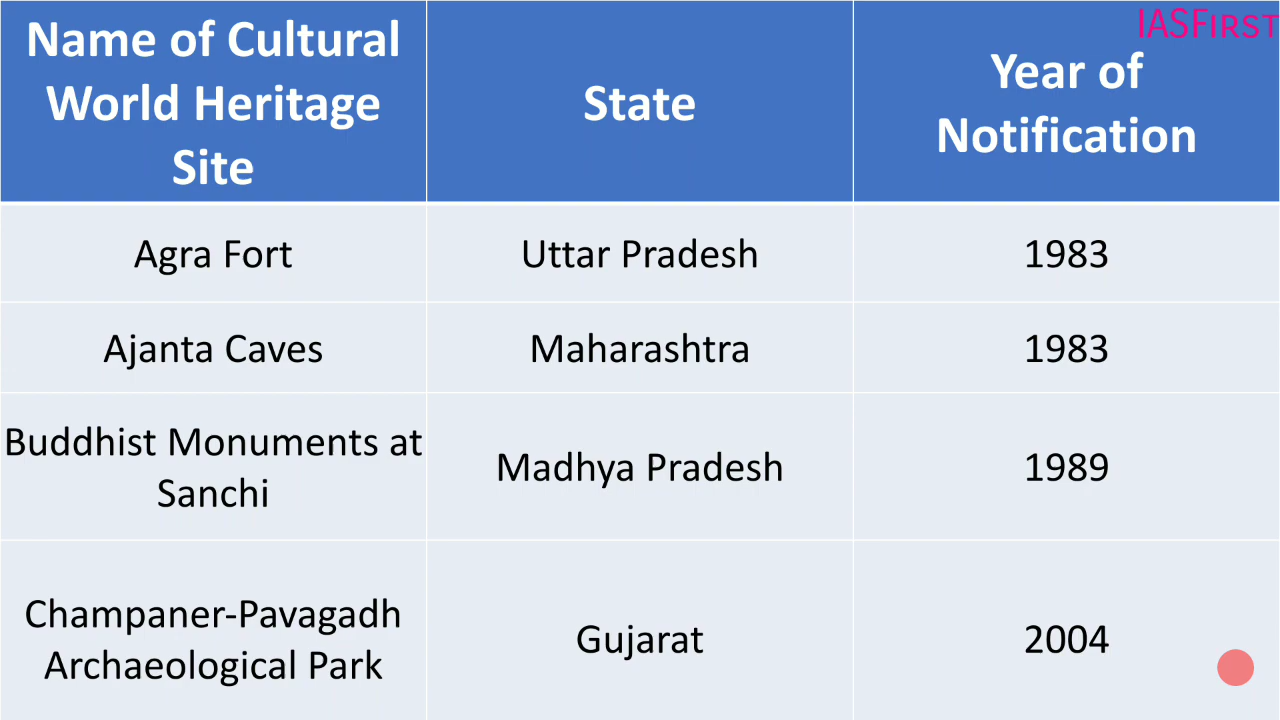 IASFIRST
Name of Cultural
World Heritage
Site
State
Year of
Notification
Agra Fort
Uttar Pradesh
1983
Ajanta Caves
Maharashtra
1983
Buddhist Monuments at
Sanchi
Madhya Pradesh
1989
Champaner-Pavagadh
Archaeological Park
Gujarat
2004